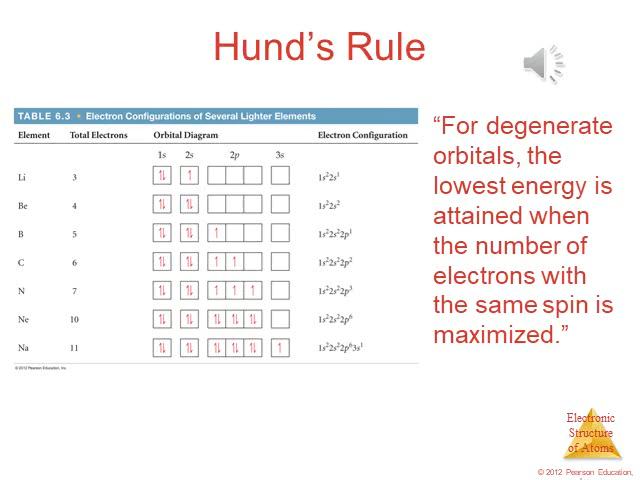 Hund’s Rule
TABLE 6.3 • Electron Configurations of Several Lighter Elements
Element Total Electrons Orbital Diagram Electron Configuration
1s 2s 2p 3s
Li 3 ⥮ ↿ 1s²2s¹
Be 4 ⥮ ⥮ 1s²2s²
B 5 ⥮ ⥮ ↿ 1s²2s²2p¹
C 6 ⥮ ⥮ ↿ ↿ 1s²2s²2p²
N 7 ⥮ ⥮ ↿ ↿ ↿ 1s²2s²2p³
Ne 10 ⥮ ⥮ ⥮ ⥮ ⥮ 1s²2s²2p⁶
Na 11 ⥮ ⥮ ⥮ ⥮ ⥮ ↿ 1s²2s²2p⁶3s¹
© 2012 Pearson Education, Inc.
“For degenerate
orbitals, the
lowest energy is
attained when
the number of
electrons with
the same spin is
maximized.”
Electronic
Structure
of Atoms
© 2012 Pearson Education,